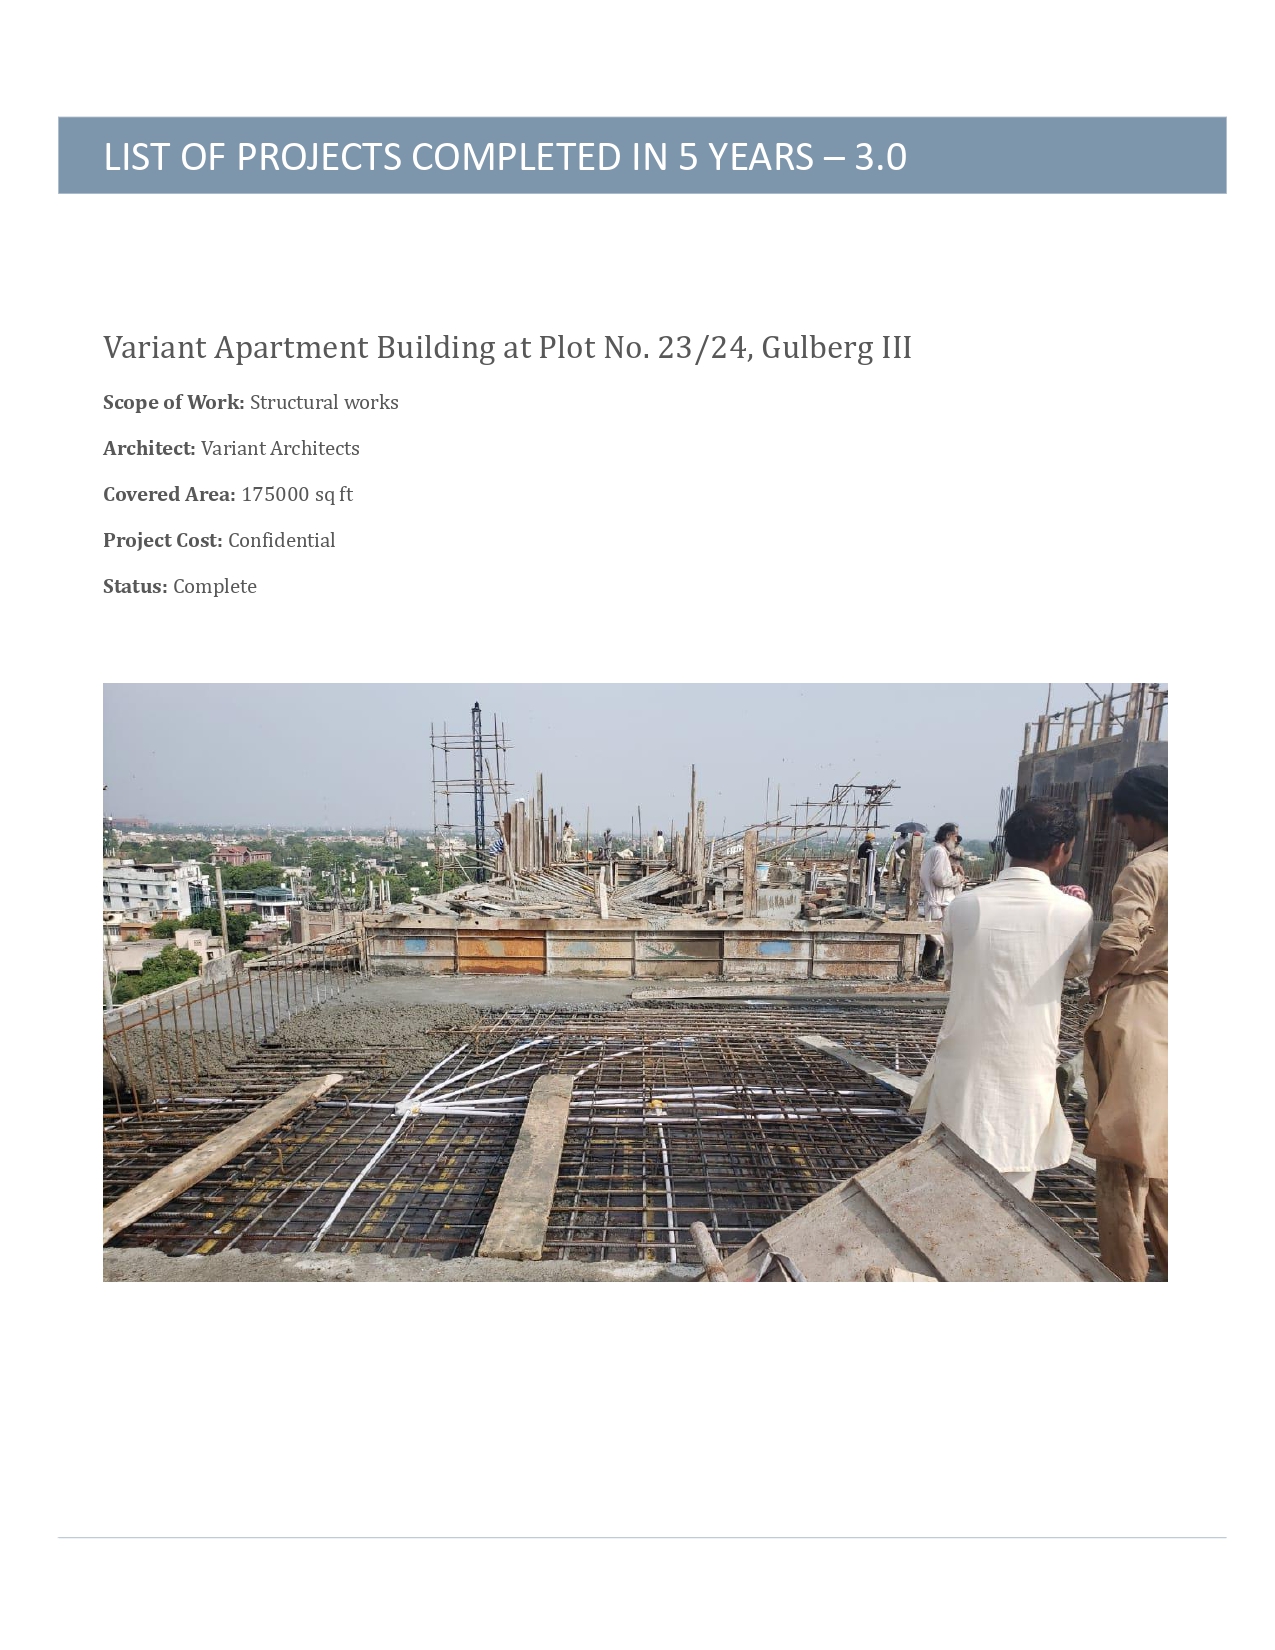 LIST OF PROJECTS COMPLETED IN 5 YEARS – 3.0
Variant Apartment Building at Plot No. 23/24, Gulberg III
Scope of Work: Structural works
Architect: Variant Architects
Covered Area: 175000 sq ft
Project Cost: Confidential
Status: Complete